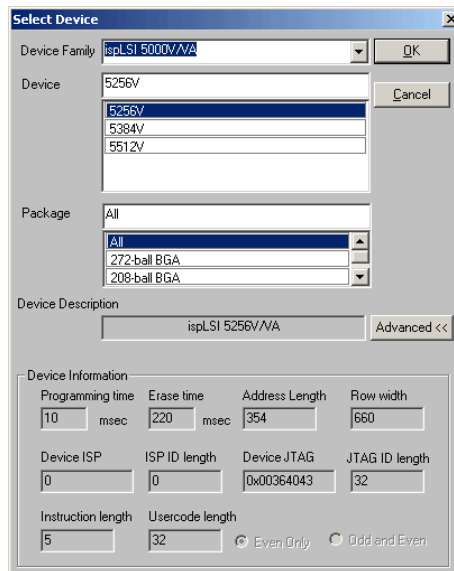 Select Device
Device Family ispLSI 5000V/VA OK
Device 5256V Cancel
5256V
5384V
5512V
Package All
All
272-ball BGA
208-ball BGA
Device Description
ispLSI 5256V/VA Advanced <<
Device Information
Programming time Erase time Address Length Row width
10 msec 220 msec 354 660
Device ISP ISP ID length Device JTAG JTAG ID length
0 0 0x00364043 32
Instruction length Usercode length
5 32 Even Only Odd and Even